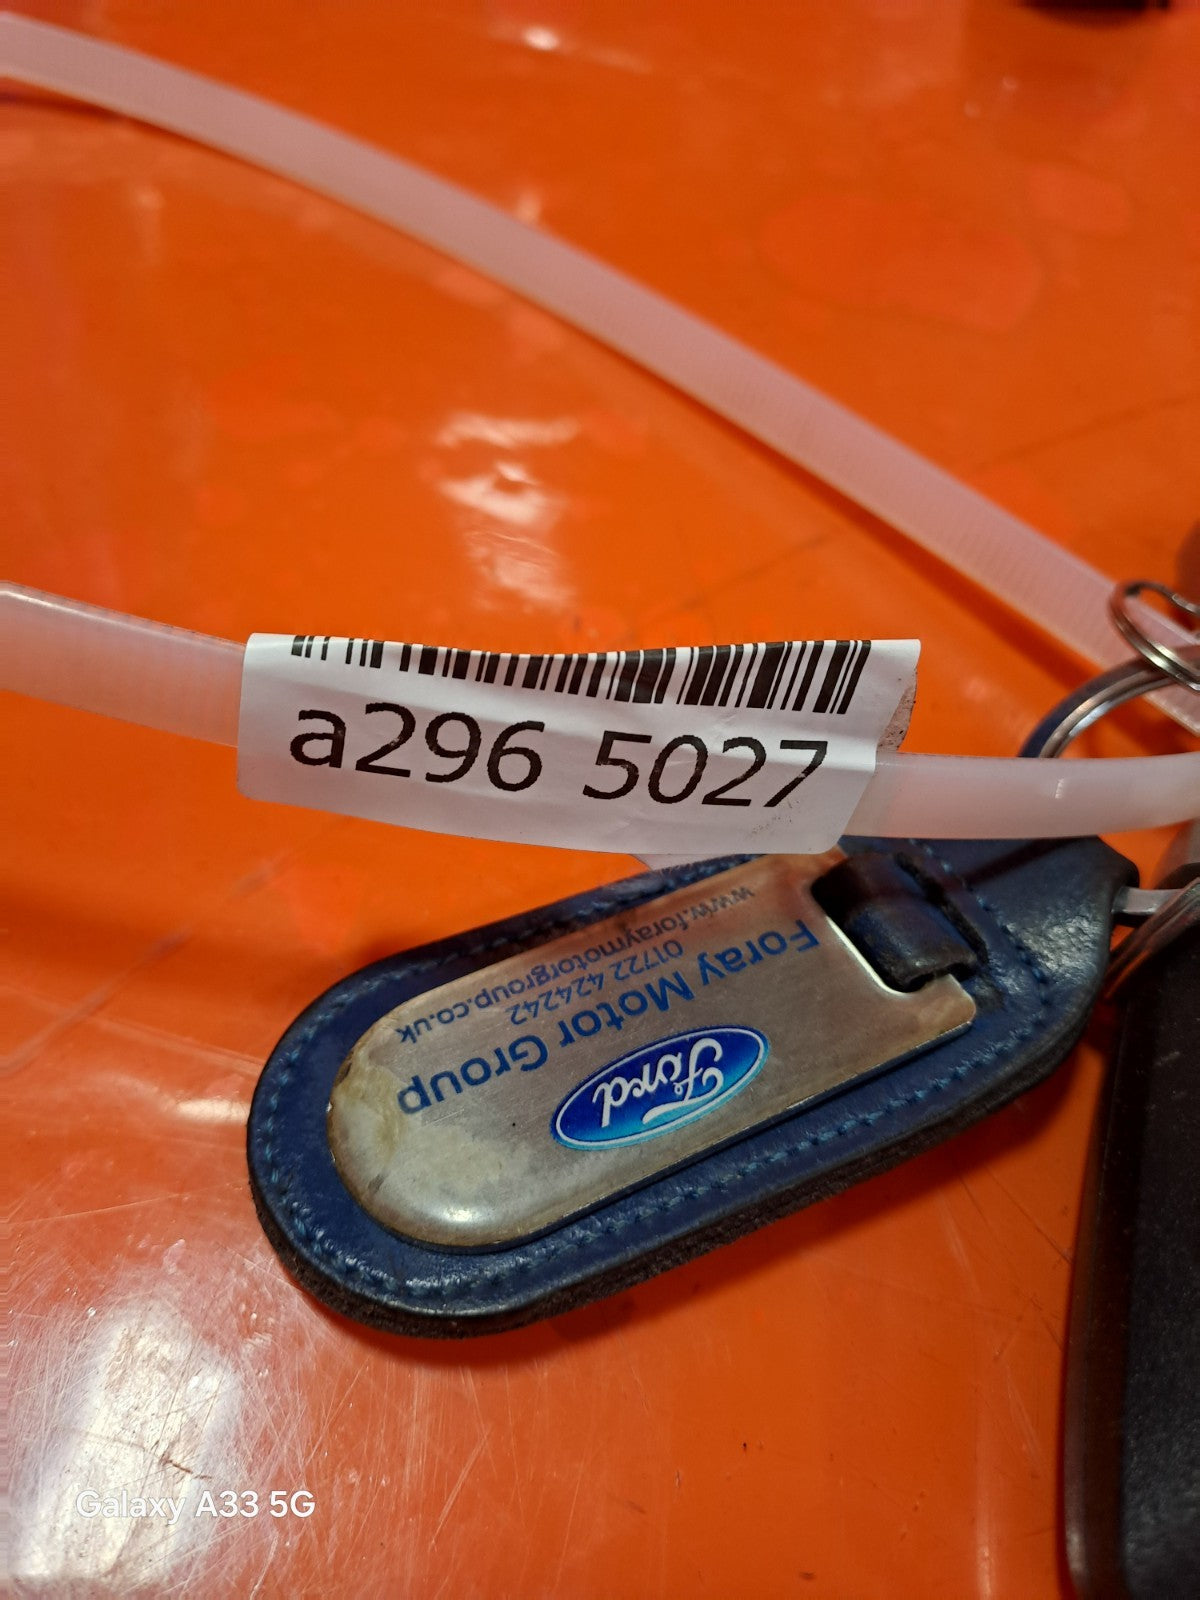 a296 5027
Ford
Foray Motor Group
01722 424242
www.foraymotorgroup.co.uk
Galaxy A33 5G